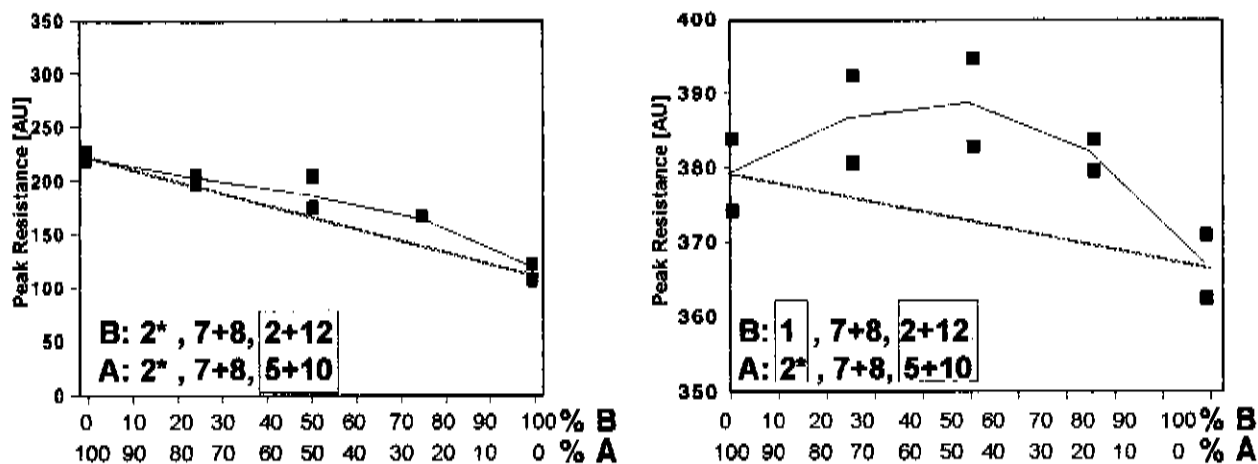 350
300
250
200
150
100
50
0
Peak Resistance [AU]
B: 2* , 7+8, 2+12
A: 2* , 7+8, 5+10
0 10 20 30 40 50 60 70 80 90 100 % B
100 90 80 70 60 50 40 30 20 10 0 % A
400
390
380
370
360
350
Peak Resistance [AU]
B: 1 , 7+8, 2+12
A: 2* , 7+8, 5+10
0 10 20 30 40 50 60 70 80 90 100 % B
100 90 80 70 60 50 40 30 20 10 0 % A